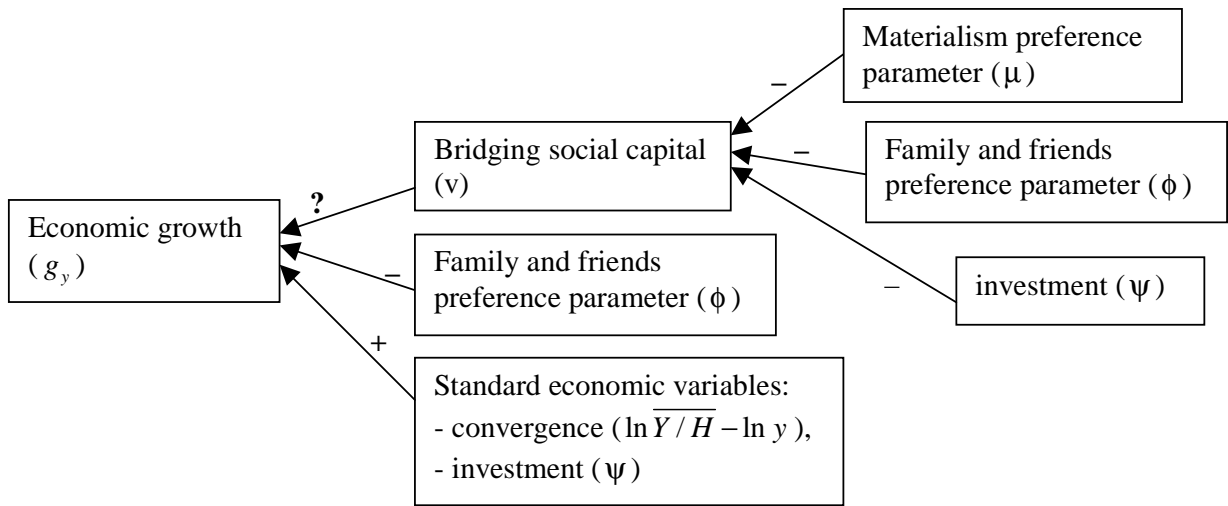 Materialism preference
parameter (μ)
−
Bridging social capital
(v)
−
Family and friends
preference parameter (ϕ)
?
Economic growth
(g_y)
−
Family and friends
preference parameter (ϕ)
−
investment (ψ)
+
Standard economic variables:
- convergence (ln \overline{Y / H} − ln y),
- investment (ψ)